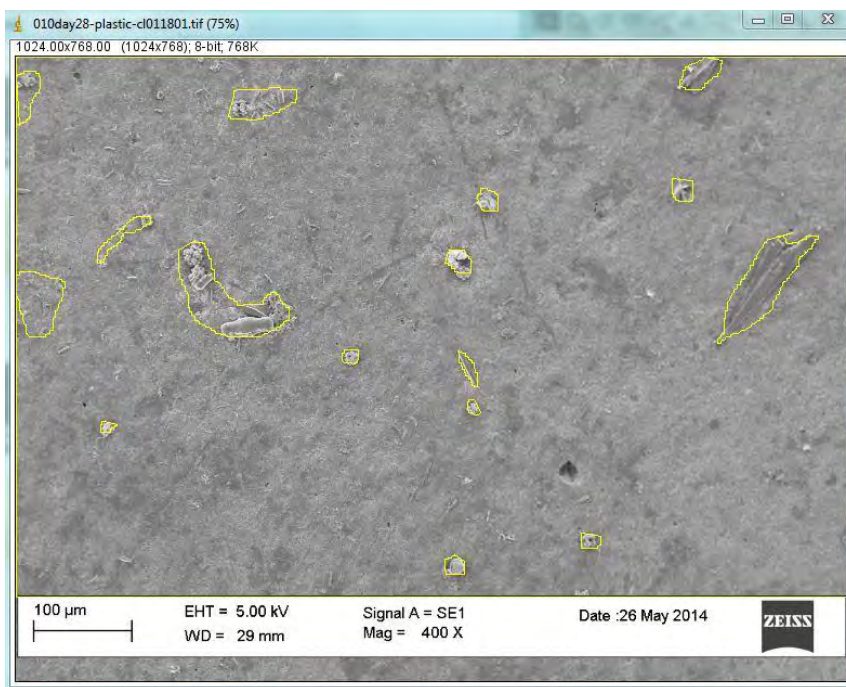 010day28-plastic-cl011801.tif (75%)
1024.00x768.00 (1024x768); 8-bit; 768K
100 µm
EHT = 5.00 kV
Signal A = SE1
Date :26 May 2014
ZEISS
WD = 29 mm
Mag = 400 X